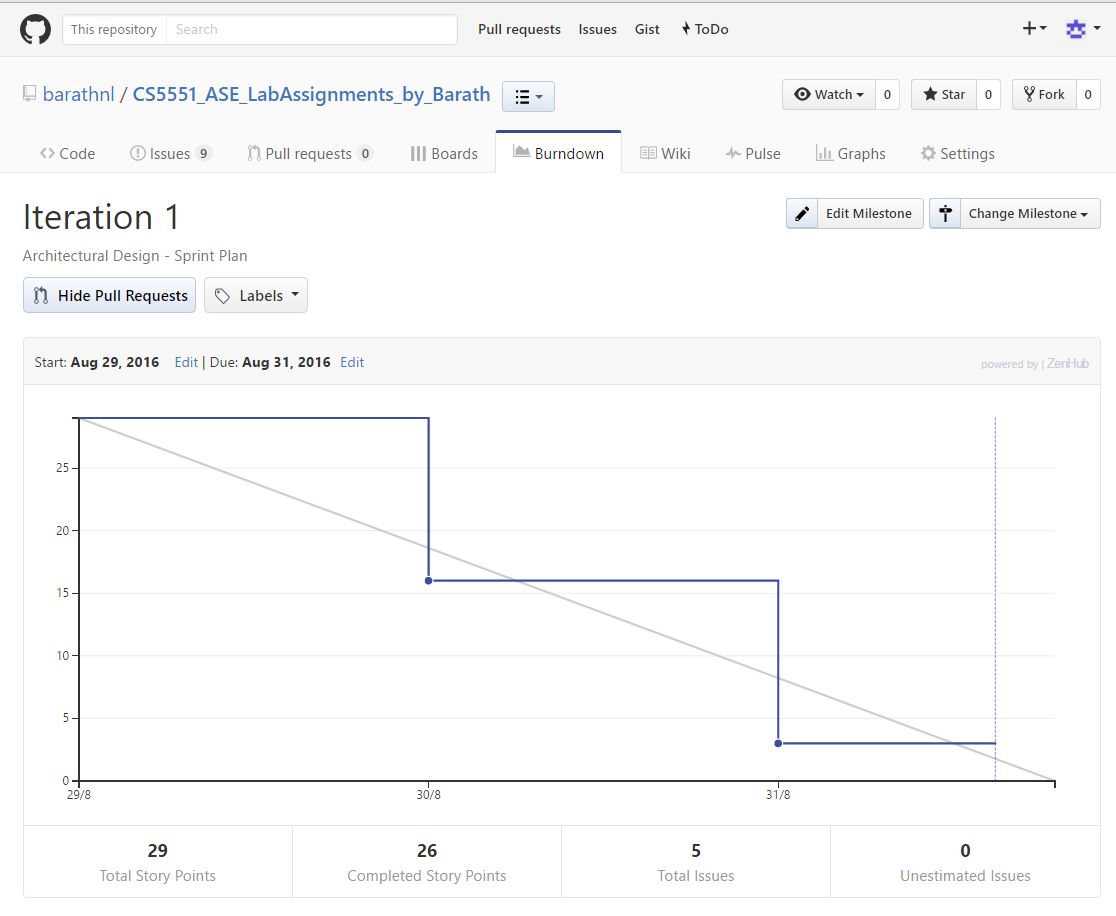 This repository Search Pull requests Issues Gist ToDo
barathnl / CS5551_ASE_LabAssignments_by_Barath Watch 0 Star 0 Fork 0
Code Issues 9 Pull requests 0 Boards Burndown Wiki Pulse Graphs Settings
Iteration 1 Edit Milestone Change Milestone
Architectural Design - Sprint Plan
Hide Pull Requests Labels
Start: Aug 29, 2016 Edit | Due: Aug 31, 2016 Edit powered by | ZenHub
25
20
15
10
5
0
29/8 30/8 31/8
29 26 5 0
Total Story Points Completed Story Points Total Issues Unestimated Issues